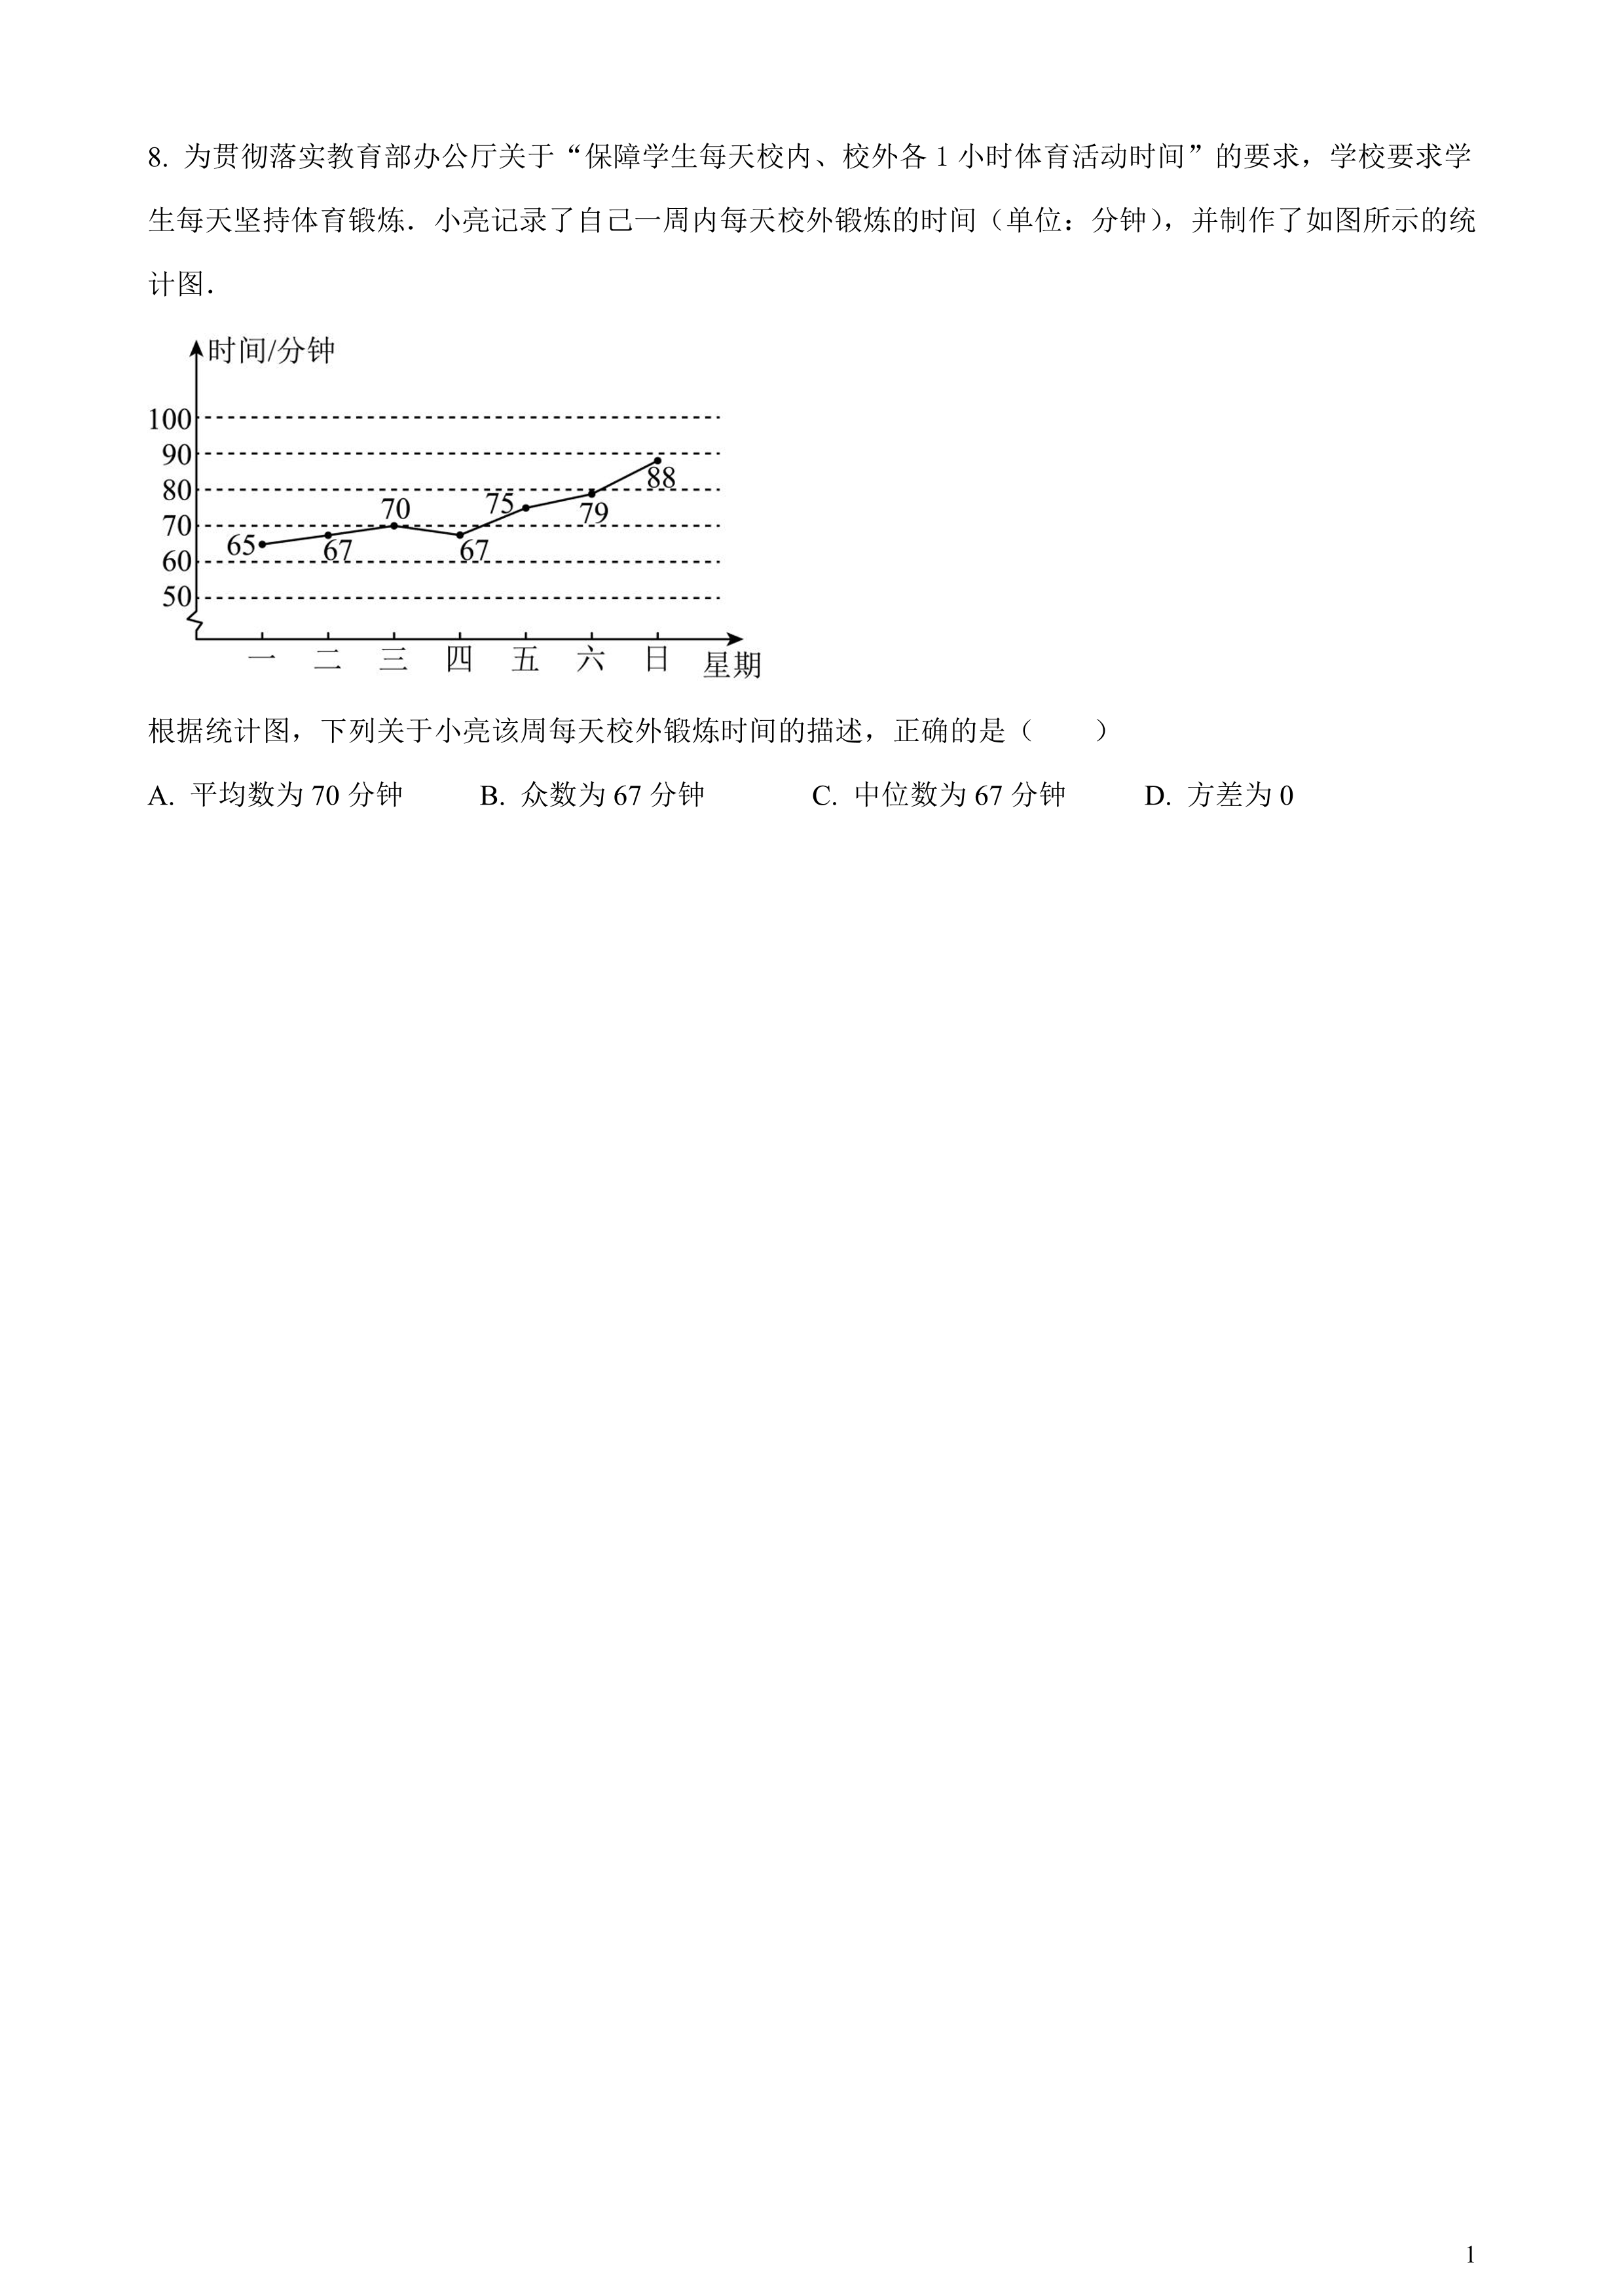 8. 为贯彻落实教育部办公厅关于“保障学生每天校内、校外各 1 小时体育活动时间”的要求，学校要求学
生每天坚持体育锻炼．小亮记录了自己一周内每天校外锻炼的时间（单位：分钟），并制作了如图所示的统
计图．
时间/分钟
100
90
80
70
60
50
65
67
70
67
75
79
88
一 二 三 四 五 六 日 星期
根据统计图，下列关于小亮该周每天校外锻炼时间的描述，正确的是（　　）
A. 平均数为 70 分钟 B. 众数为 67 分钟 C. 中位数为 67 分钟 D. 方差为 0
1